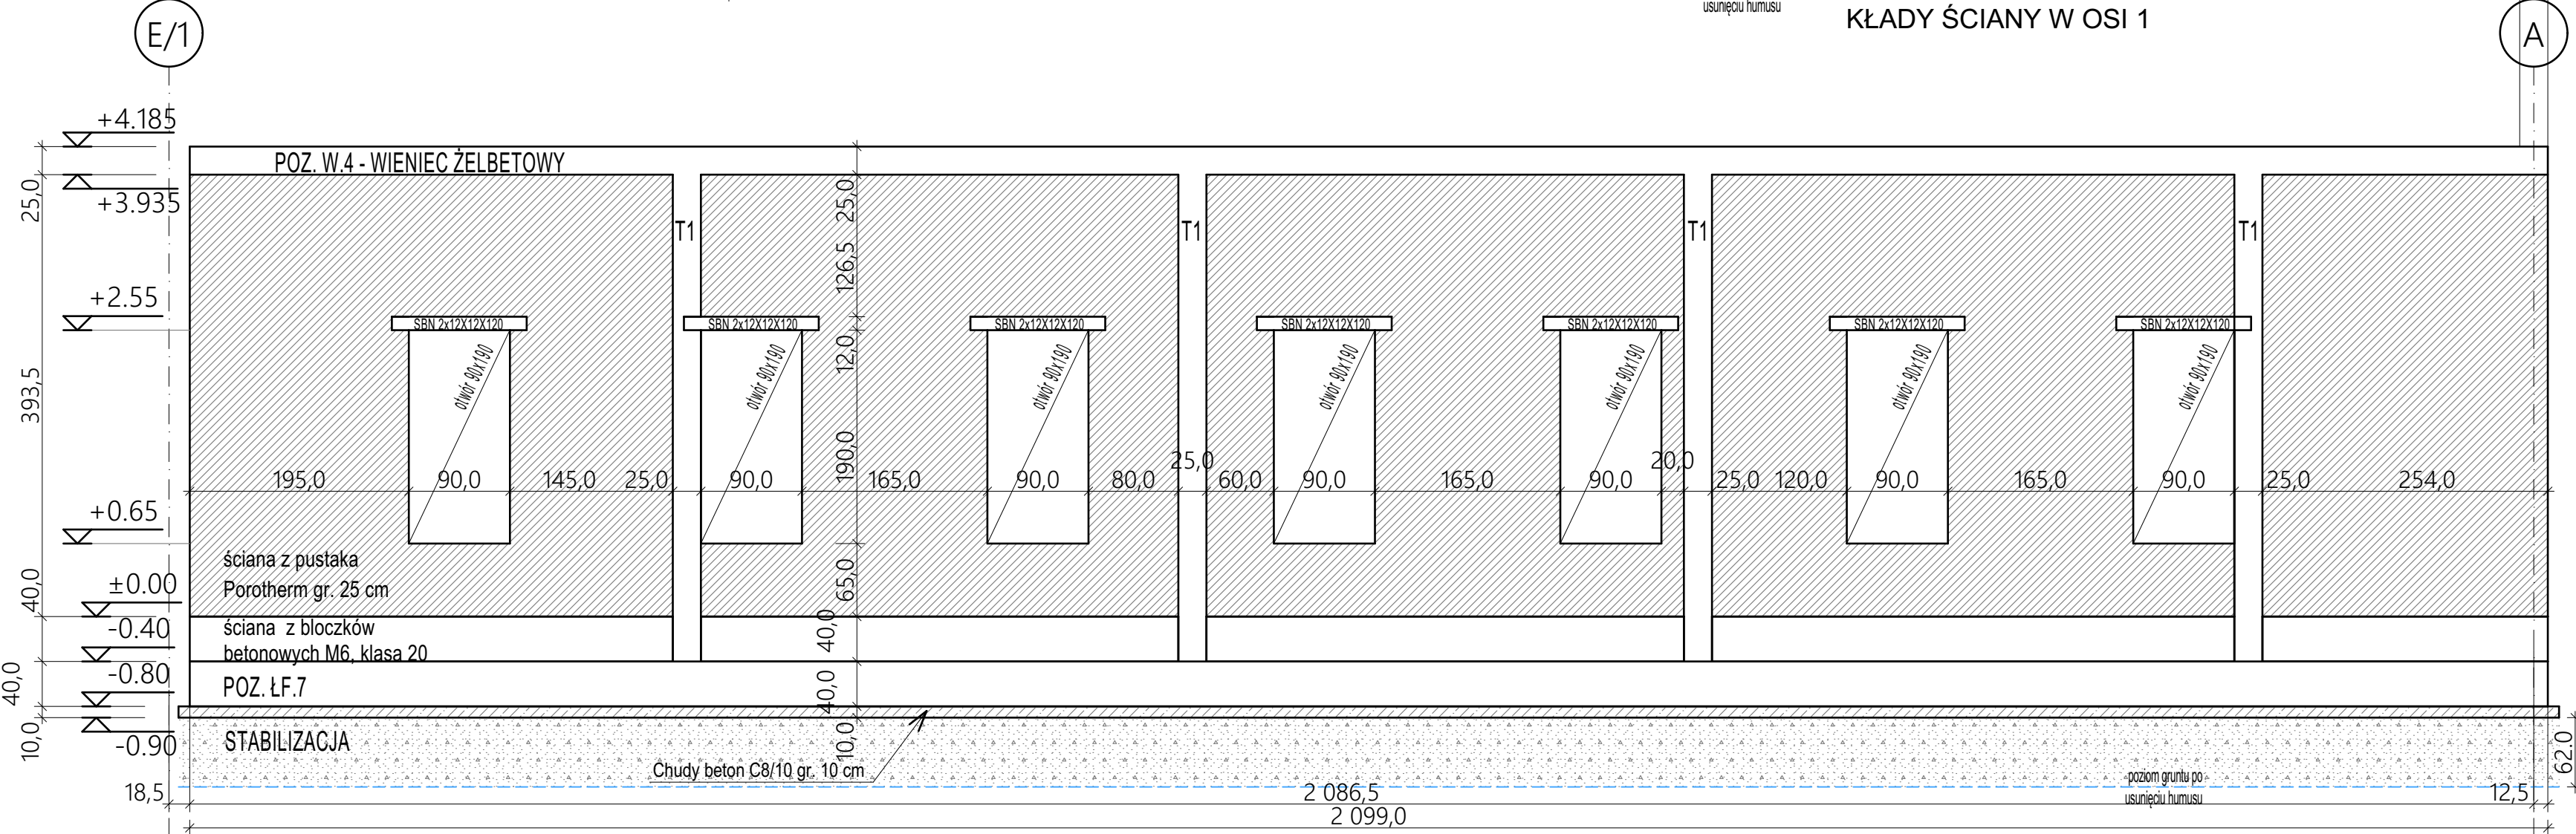 usunięciu humusu
KŁADY ŚCIANY W OSI 1
E/1
A
+4.185
POZ. W.4 - WIENIEC ŻELBETOWY
+3.935
25,0
25,0
T1
T1
T1
T1
126,5
+2.55
SBN 2x12X12X120
SBN 2x12X12X120
SBN 2x12X12X120
SBN 2x12X12X120
SBN 2x12X12X120
SBN 2x12X12X120
SBN 2x12X12X120
12,0
otwór 90x190
otwór 90x190
otwór 90x190
otwór 90x190
otwór 90x190
otwór 90x190
otwór 90x190
393,5
190,0
195,0
90,0
145,0
25,0
90,0
165,0
90,0
80,0
25,0
60,0
90,0
165,0
90,0
20,0
25,0
120,0
90,0
165,0
90,0
25,0
254,0
+0.65
ściana z pustaka
Porotherm gr. 25 cm
65,0
±0.00
40,0
ściana z bloczków
betonowych M6, klasa 20
40,0
-0.40
-0.80
POZ. ŁF.7
40,0
40,0
10,0
-0.90
STABILIZACJA
10,0
Chudy beton C8/10 gr. 10 cm
62.0
poziom gruntu po
usunięciu humusu
18,5
2 086,5
12,5
2 099,0